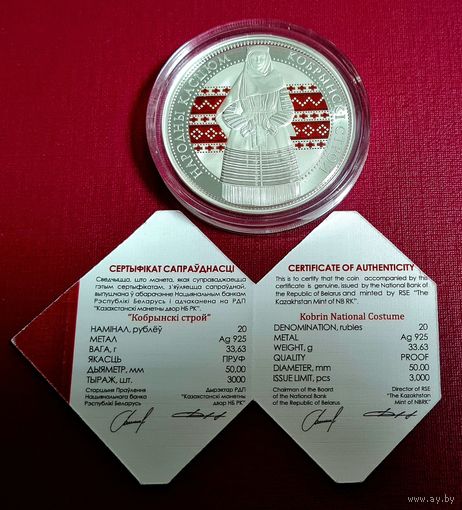 НАРОДНЫ КАСЦЮМ
КОБРЫНСКІ СТРОЙ
СЕРТЫФІКАТ САПРАЎДНАСЦІ
Сведчыцца, што манета, якая суправаджаецца
гэтым сертыфікатам, з'яўляецца сапраўднай,
выпушчана ў абарачэнне Нацыянальным банкам
Рэспублікі Беларусь і адчаканена на РДП
"Казахстанскі манетны двор НБ РК".
"Кобрынскі строй"
НАМІНАЛ, рублёў 20
МЕТАЛ Ag 925
ВАГА, г 33,63
ЯКАСЦЬ ПРУФ
ДЫЯМЕТР, мм 50,00
ТЫРАЖ, шт. 3000
Старшыня Праўлення
Нацыянальнага банка
Рэспублікі Беларусь
Дырэктар РДП
"Казахстанскі манетны
двор НБ РК"
CERTIFICATE OF AUTHENTICITY
This is to certify that the coin accompanied by this
certificate is genuine, issued by the National Bank of
the Republic of Belarus and minted by RSE "The
Kazakhstan Mint of NB RK".
Kobrin National Costume
DENOMINATION, rubles 20
METAL Ag 925
WEIGHT, g 33.63
QUALITY PROOF
DIAMETER, mm 50.00
ISSUE LIMIT, pcs 3,000
Chairman of the Board
of the National Bank
of the Republic of Belarus
Director of RSE
"The Kazakhstan
Mint of NBRK"
www.ay.by